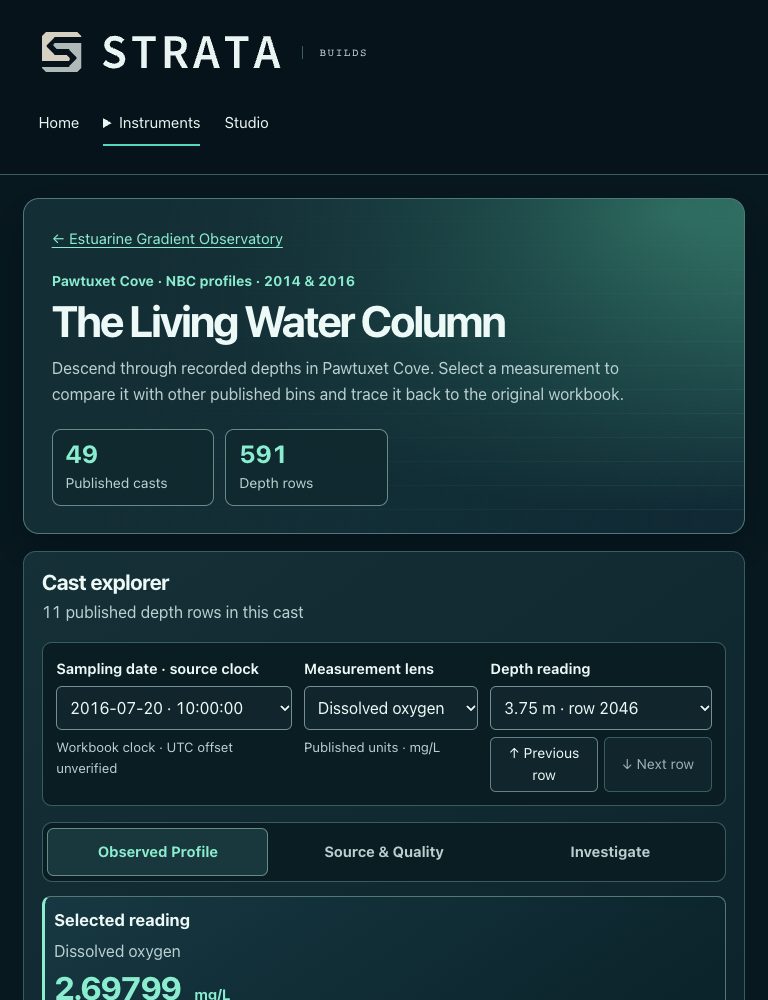 STRATA
BUILDS
Home
▶ Instruments
Studio
← Estuarine Gradient Observatory
Pawtuxet Cove · NBC profiles · 2014 & 2016
The Living Water Column
Descend through recorded depths in Pawtuxet Cove. Select a measurement to
compare it with other published bins and trace it back to the original workbook.
49
Published casts
591
Depth rows
Cast explorer
11 published depth rows in this cast
Sampling date · source clock
2016-07-20 · 10:00:00
Workbook clock · UTC offset
unverified
Measurement lens
Dissolved oxygen
Published units · mg/L
Depth reading
3.75 m · row 2046
↑ Previous
row
↓ Next row
Observed Profile
Source & Quality
Investigate
Selected reading
Dissolved oxygen
2.69799 mg/L